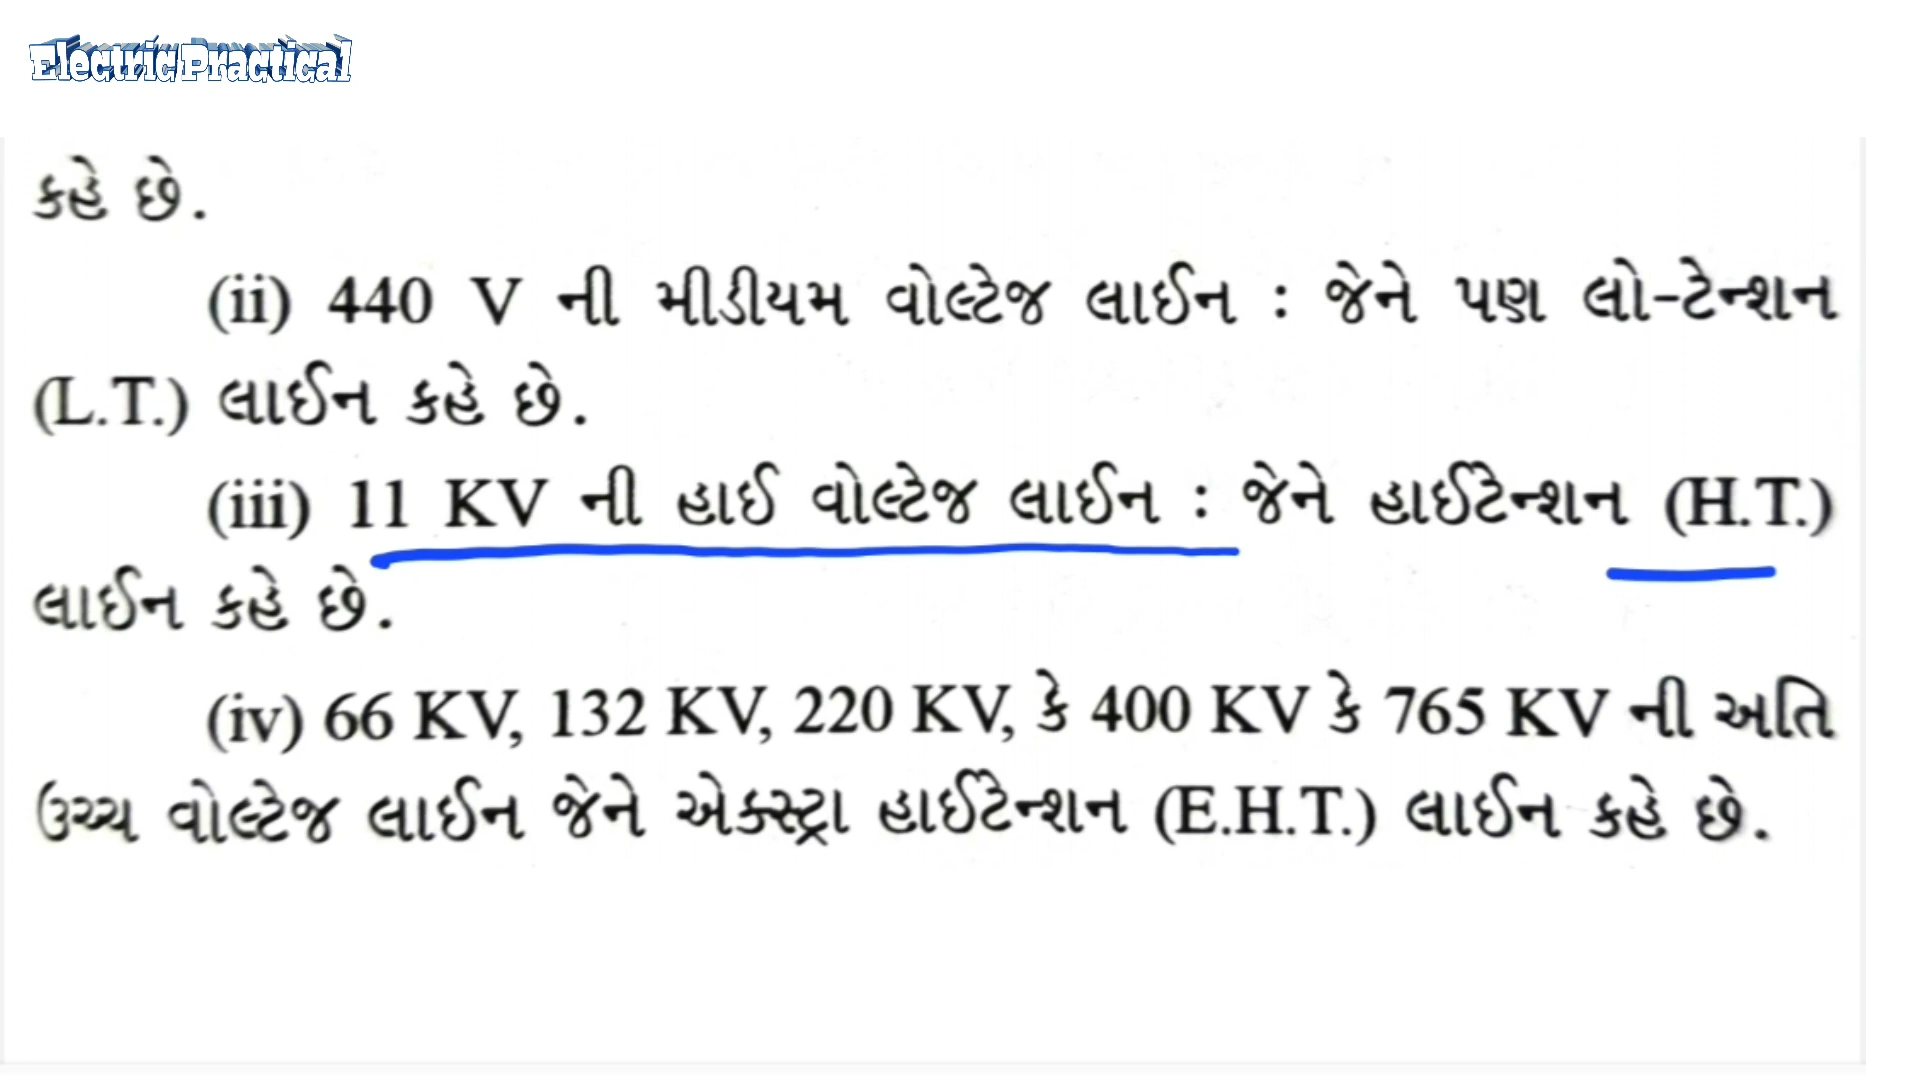 Electric Practical
કહે છે.
(ii) 440 V ની મીડીયમ વોલ્ટેજ લાઈન : જેને પણ લો-ટેન્શન
(L.T.) લાઈન કહે છે.
(iii) 11 KV ની હાઈ વોલ્ટેજ લાઈન : જેને હાઈટેન્શન (H.T.)
લાઈન કહે છે.
(iv) 66 KV, 132 KV, 220 KV, કે 400 KV કે 765 KV ની અતિ
ઉચ્ચ વોલ્ટેજ લાઈન જેને એક્સ્ટ્રા હાઈટેન્શન (E.H.T.) લાઈન કહે છે.